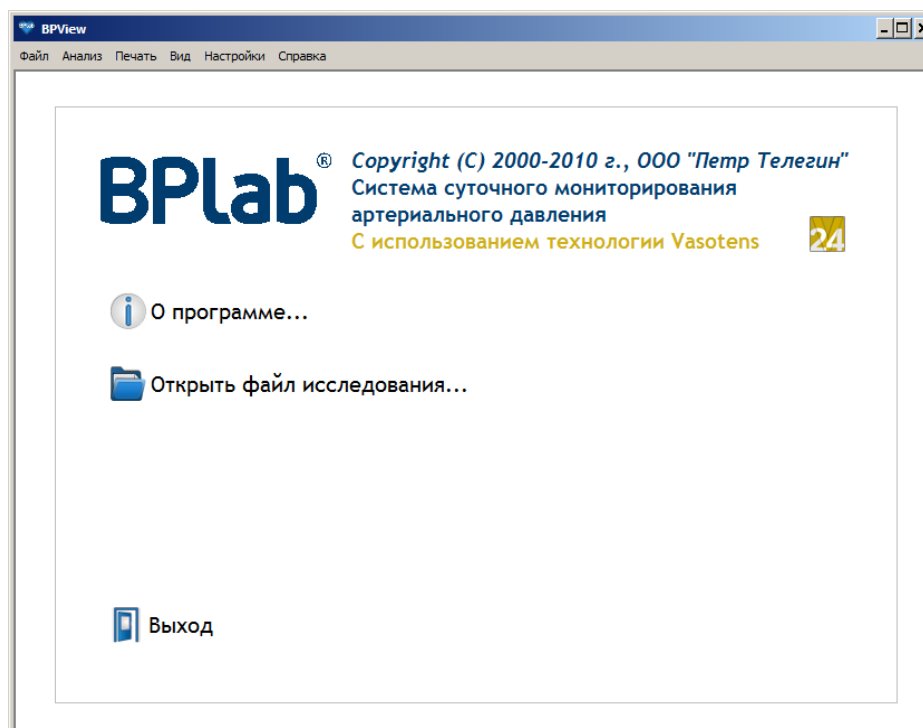 BPView
Файл Анализ Печать Вид Настройки Справка
BPLab®
Copyright (C) 2000-2010 г., ООО "Петр Телегин"
Система суточного мониторирования
артериального давления
С использованием технологии Vasotens
24
О программе...
Открыть файл исследования...
Выход